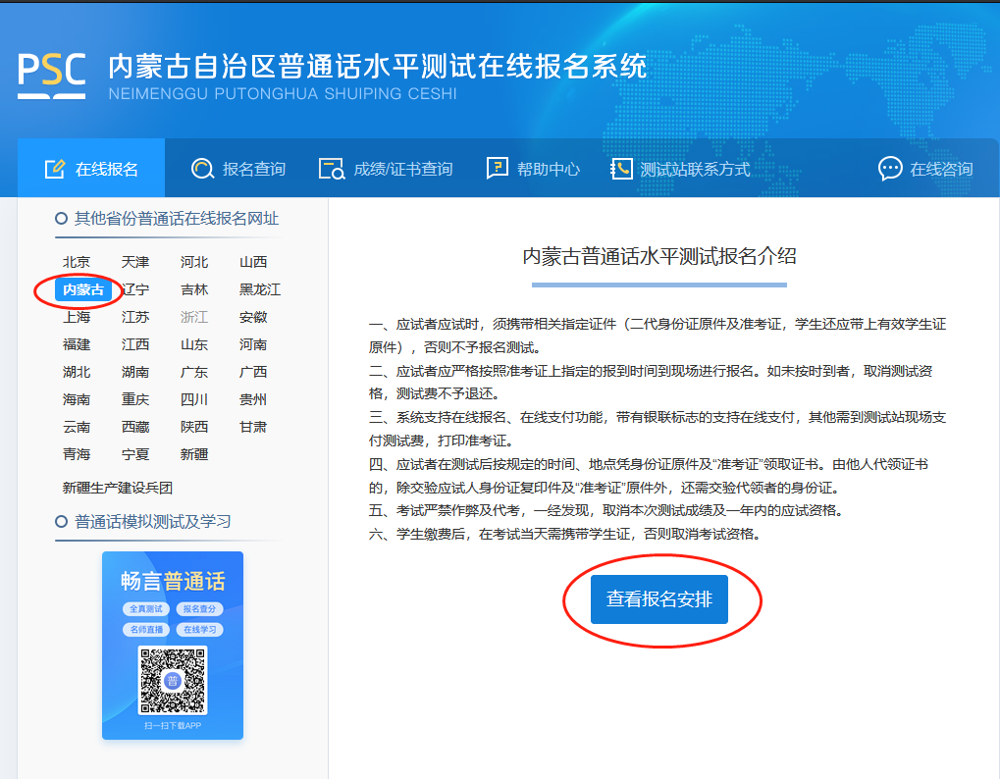 PSC
内蒙古自治区普通话水平测试在线报名系统
NEIMENGGU PUTONGHUA SHUIPING CESHI
在线报名 报名查询 成绩/证书查询 帮助中心 测试站联系方式 在线咨询
其他省份普通话在线报名网址
北京 天津 河北 山西
内蒙古 辽宁 吉林 黑龙江
上海 江苏 浙江 安徽
福建 江西 山东 河南
湖北 湖南 广东 广西
海南 重庆 四川 贵州
云南 西藏 陕西 甘肃
青海 宁夏 新疆
新疆生产建设兵团
普通话模拟测试及学习
畅言普通话
全真测试 报名查分
名师直播 在线学习
普
扫一扫下载APP
内蒙古普通话水平测试报名介绍
一、应试者应试时，须携带相关指定证件（二代身份证原件及准考证，学生还应带上有效学生证
原件），否则不予报名测试。
二、应试者应严格按照准考证上指定的报到时间到现场进行报名。如未按时到者，取消测试资
格，测试费不予退还。
三、系统支持在线报名、在线支付功能，带有银联标志的支持在线支付，其他需到测试站现场支
付测试费，打印准考证。
四、应试者在测试后按规定的时间、地点凭身份证原件及“准考证”领取证书。由他人代领证书
的，除交验应试人身份证复印件及“准考证”原件外，还需交验代领者的身份证。
五、考试严禁作弊及代考，一经发现，取消本次测试成绩及一年内的应试资格。
六、学生缴费后，在考试当天需携带学生证，否则取消考试资格。
查看报名安排